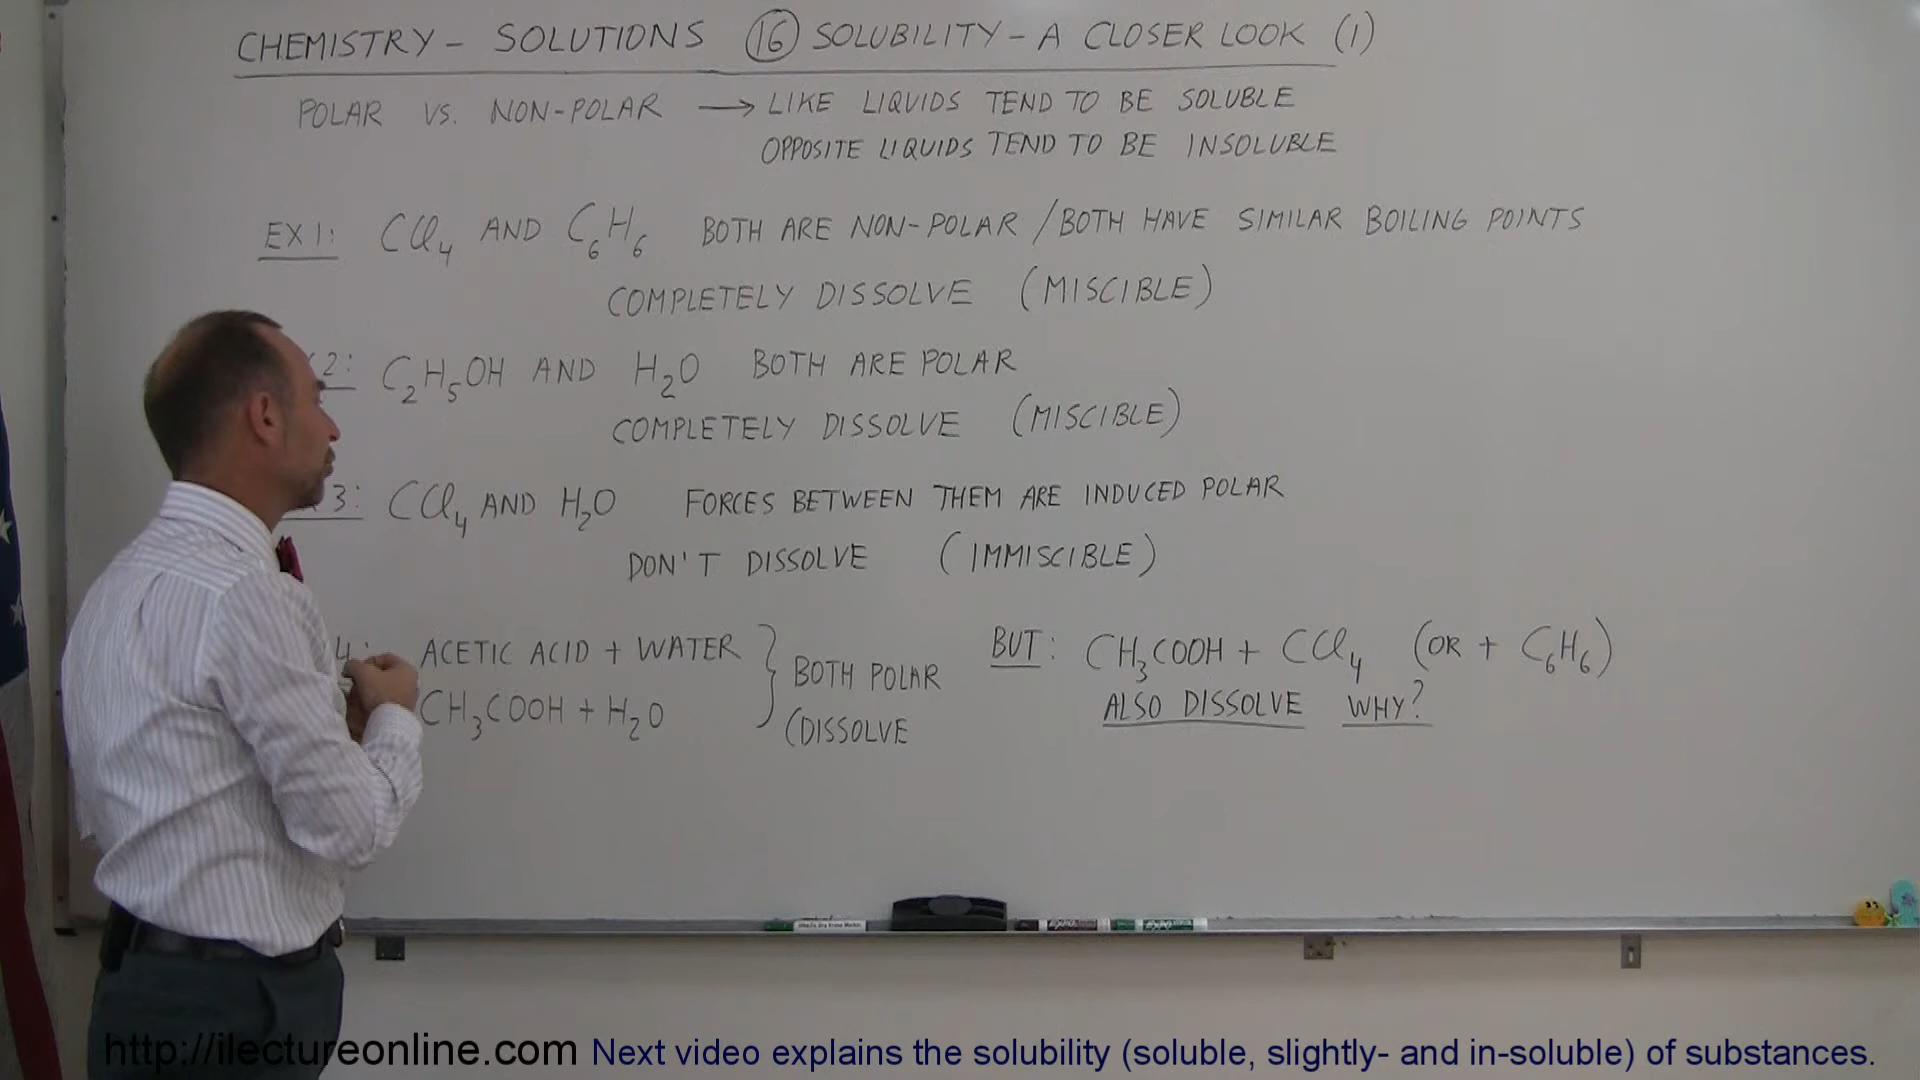 CHEMISTRY - SOLUTIONS (16) SOLUBILITY - A CLOSER LOOK (1)
POLAR VS. NON-POLAR → LIKE LIQUIDS TEND TO BE SOLUBLE
OPPOSITE LIQUIDS TEND TO BE INSOLUBLE
EX 1: CCl₄ AND C₆H₆ BOTH ARE NON-POLAR / BOTH HAVE SIMILAR BOILING POINTS
COMPLETELY DISSOLVE (MISCIBLE)
2: C₂H₅OH AND H₂O BOTH ARE POLAR
COMPLETELY DISSOLVE (MISCIBLE)
3: CCl₄ AND H₂O FORCES BETWEEN THEM ARE INDUCED POLAR
DON'T DISSOLVE (IMMISCIBLE)
4: ACETIC ACID + WATER
CH₃COOH + H₂O
} BOTH POLAR
(DISSOLVE
BUT: CH₃COOH + CCl₄ (OR + C₆H₆)
ALSO DISSOLVE WHY?
http://ilectureonline.com Next video explains the solubility (soluble, slightly- and in-soluble) of substances.